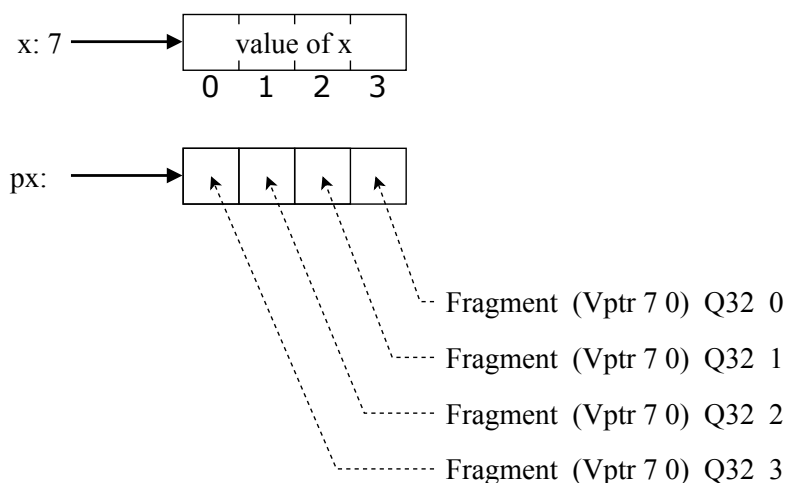 x: 7 value of x
0 1 2 3
px:
Fragment (Vptr 7 0) Q32 0
Fragment (Vptr 7 0) Q32 1
Fragment (Vptr 7 0) Q32 2
Fragment (Vptr 7 0) Q32 3